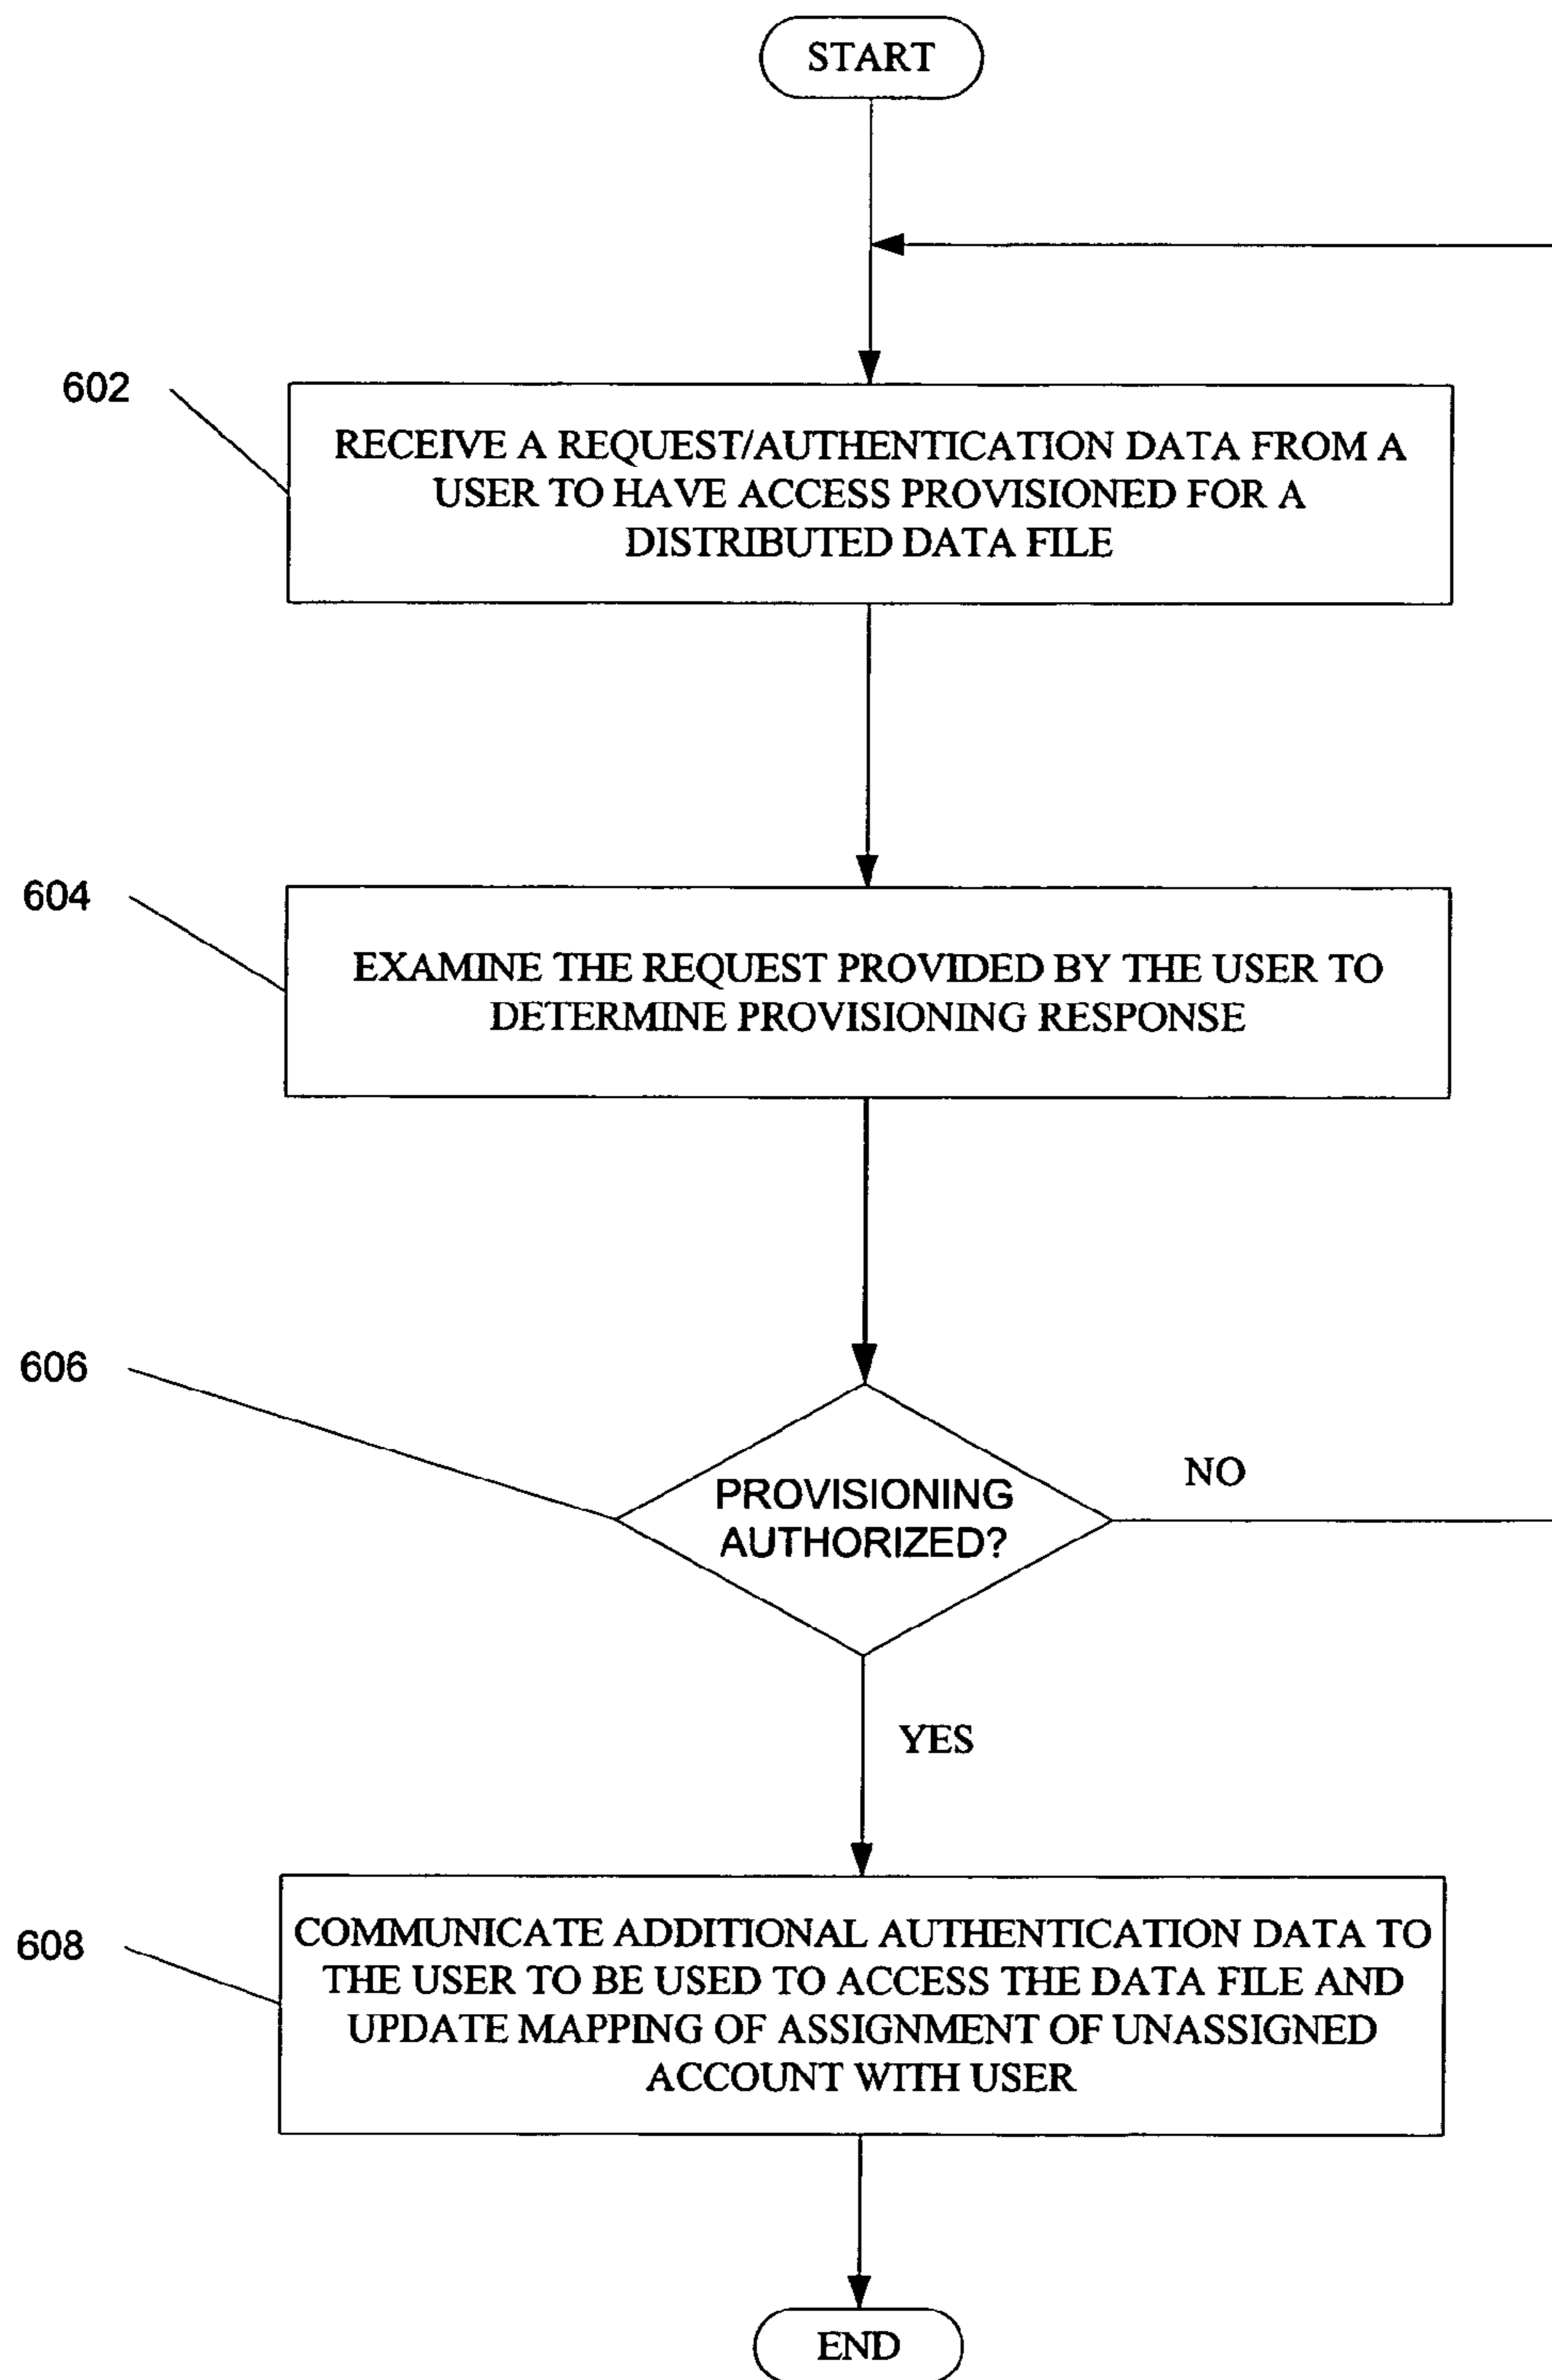 START
602
RECEIVE A REQUEST/AUTHENTICATION DATA FROM A
USER TO HAVE ACCESS PROVISIONED FOR A
DISTRIBUTED DATA FILE
604
EXAMINE THE REQUEST PROVIDED BY THE USER TO
DETERMINE PROVISIONING RESPONSE
606
PROVISIONING
AUTHORIZED?
NO
YES
608
COMMUNICATE ADDITIONAL AUTHENTICATION DATA TO
THE USER TO BE USED TO ACCESS THE DATA FILE AND
UPDATE MAPPING OF ASSIGNMENT OF UNASSIGNED
ACCOUNT WITH USER
END